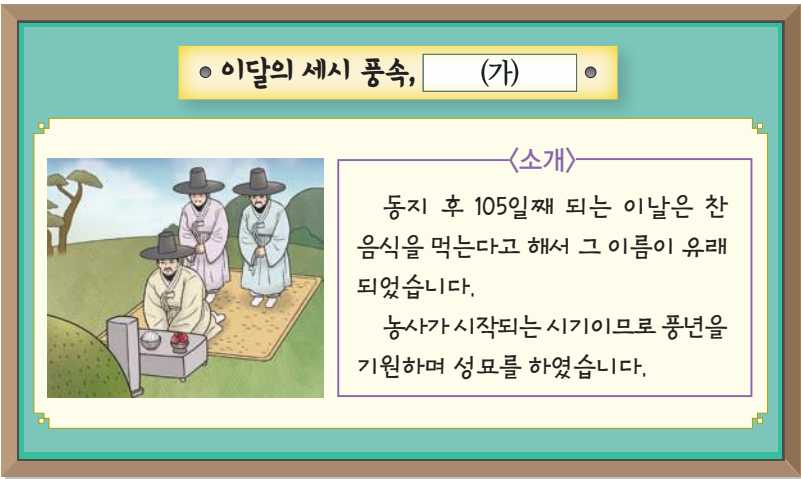 이달의 세시 풍속, (가)
〈소개〉
동지 후 105일째 되는 이날은 찬
음식을 먹는다고 해서 그 이름이 유래
되었습니다.
농사가 시작되는 시기이므로 풍년을
기원하며 성묘를 하였습니다.